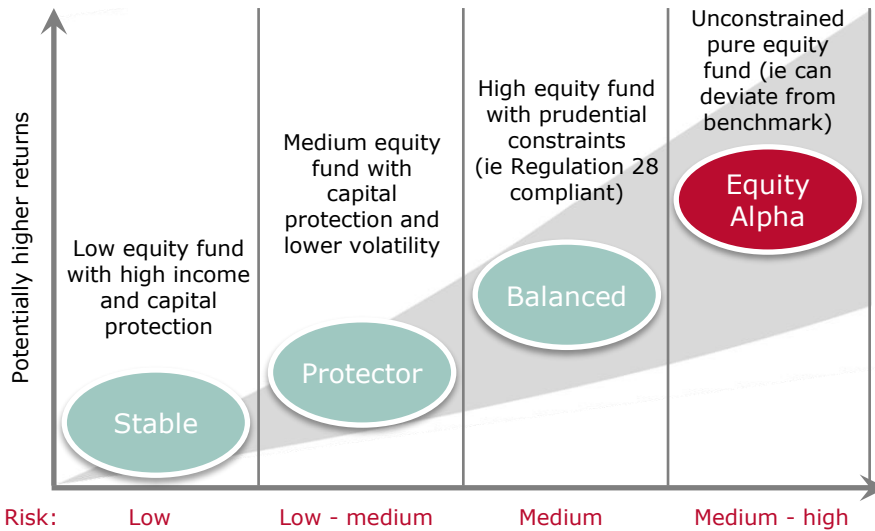 Potentially higher returns
Low equity fund
with high income
and capital
protection
Stable
Medium equity
fund with
capital
protection and
lower volatility
Protector
High equity fund
with prudential
constraints
(ie Regulation 28
compliant)
Balanced
Unconstrained
pure equity
fund (ie can
deviate from
benchmark)
Equity
Alpha
Risk: Low Low - medium Medium Medium - high